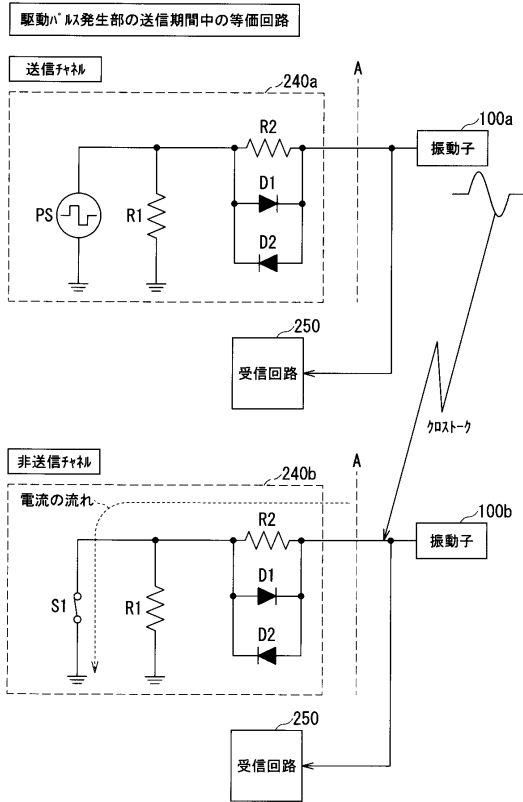 駆動ﾊﾟﾙｽ発生部の送信期間中の等価回路
送信ﾁｬﾈﾙ
A
240a
R2
100a
振動子
D1
PS
R1
D2
250
受信回路
ｸﾛｽﾄｰｸ
非送信ﾁｬﾈﾙ
A
240b
電流の流れ
R2
100b
振動子
D1
S1
R1
D2
250
受信回路